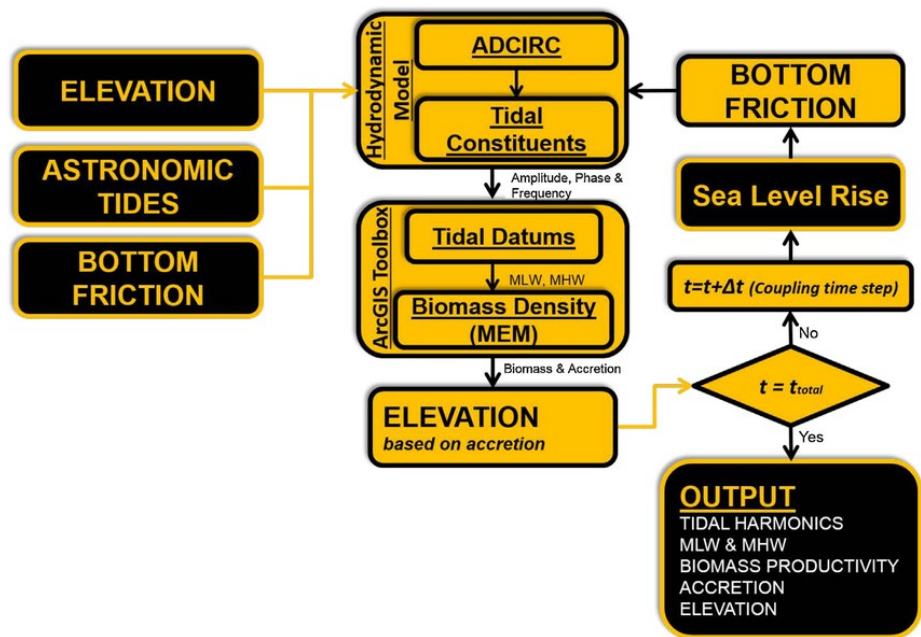 ELEVATION
ASTRONOMIC
TIDES
BOTTOM
FRICTION
Hydrodynamic
Model
ADCIRC
Tidal
Constituents
Amplitude, Phase &
Frequency
ArcGIS Toolbox
Tidal Datums
MLW, MHW
Biomass Density
(MEM)
Biomass & Accretion
ELEVATION
based on accretion
BOTTOM
FRICTION
Sea Level Rise
t=t+Δt (Coupling time step)
No
t = ttotal
Yes
OUTPUT
TIDAL HARMONICS
MLW & MHW
BIOMASS PRODUCTIVITY
ACCRETION
ELEVATION